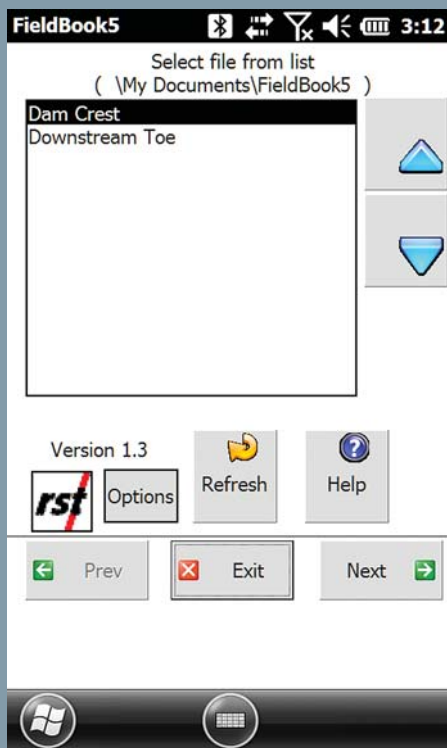 FieldBook5 3:12
Select file from list
( \My Documents\FieldBook5 )
Dam Crest
Downstream Toe
Version 1.3
rst Options Refresh Help
Prev Exit Next